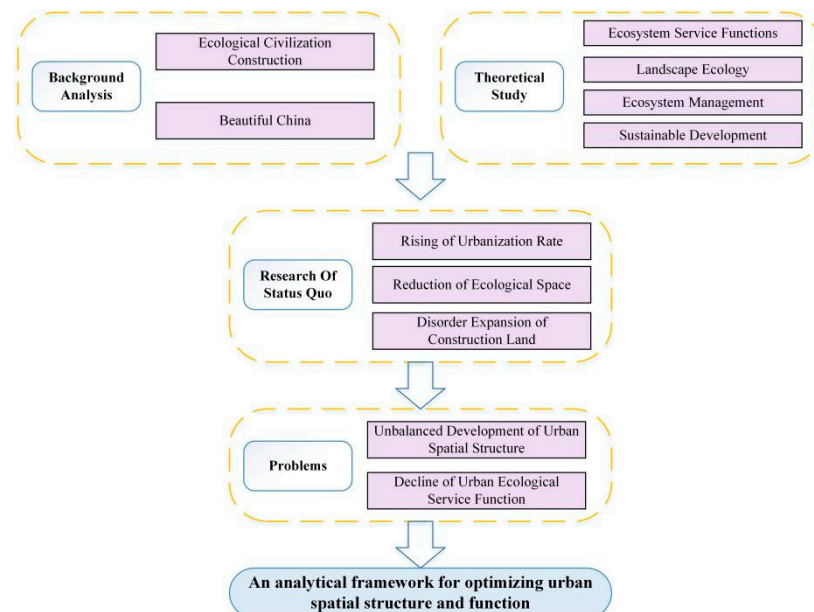 Background
Analysis
Ecological Civilization
Construction
Beautiful China
Theoretical
Study
Ecosystem Service Functions
Landscape Ecology
Ecosystem Management
Sustainable Development
Research Of
Status Quo
Rising of Urbanization Rate
Reduction of Ecological Space
Disorder Expansion of
Construction Land
Problems
Unbalanced Development of Urban
Spatial Structure
Decline of Urban Ecological
Service Function
An analytical framework for optimizing urban
spatial structure and function